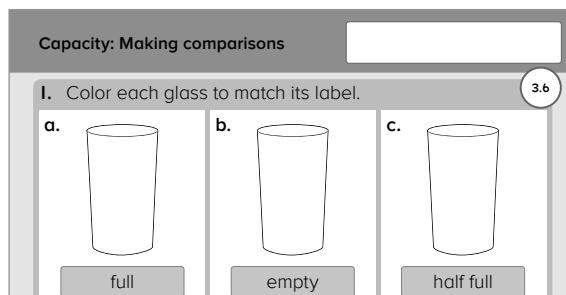 Capacity: Making comparisons
3.6
1. Color each glass to match its label.
a.
b.
c.
full
empty
half full